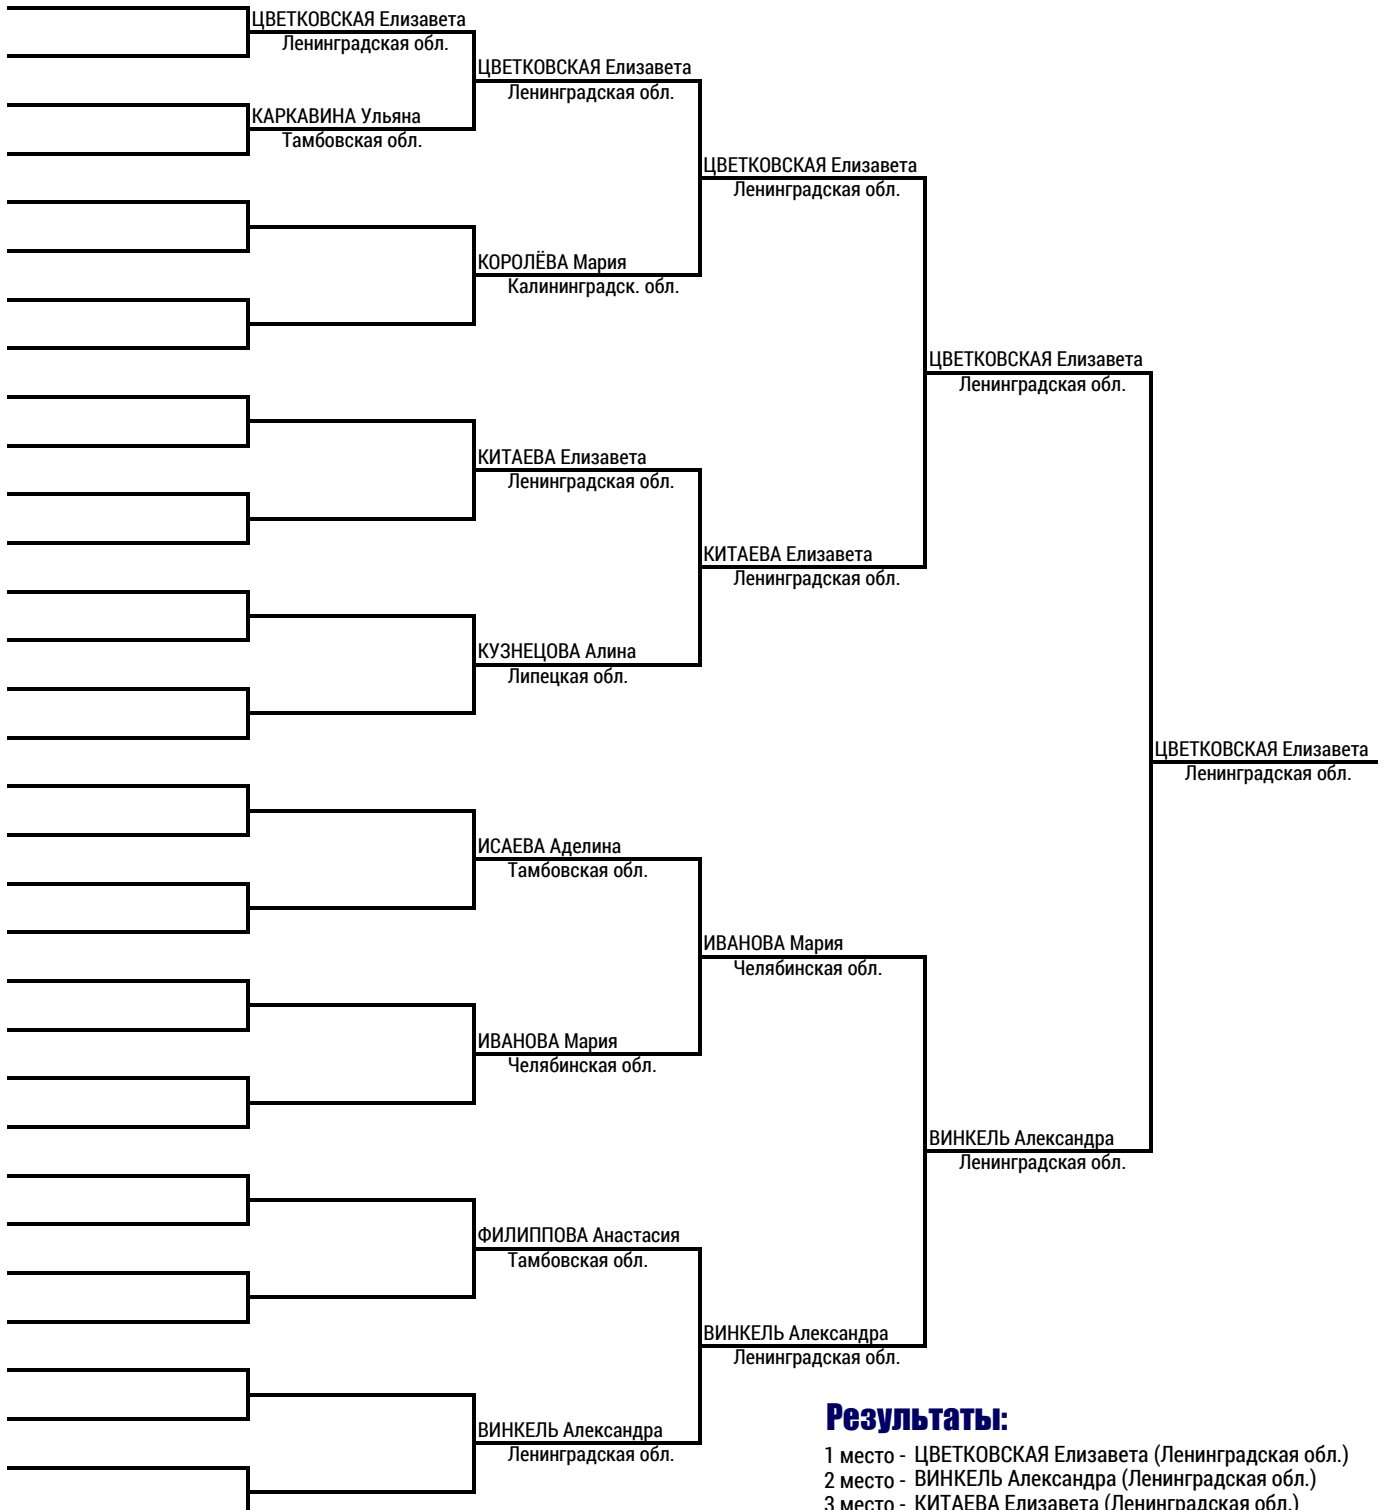 ЦВЕТКОВСКАЯ Елизавета
Ленинградская обл.
КАРКАВИНА Ульяна
Тамбовская обл.
ЦВЕТКОВСКАЯ Елизавета
Ленинградская обл.
КОРОЛЁВА Мария
Калининградск. обл.
КИТАЕВА Елизавета
Ленинградская обл.
КУЗНЕЦОВА Алина
Липецкая обл.
ИСАЕВА Аделина
Тамбовская обл.
ИВАНОВА Мария
Челябинская обл.
ФИЛИППОВА Анастасия
Тамбовская обл.
ВИНКЕЛЬ Александра
Ленинградская обл.
ЦВЕТКОВСКАЯ Елизавета
Ленинградская обл.
КИТАЕВА Елизавета
Ленинградская обл.
ИВАНОВА Мария
Челябинская обл.
ВИНКЕЛЬ Александра
Ленинградская обл.
ЦВЕТКОВСКАЯ Елизавета
Ленинградская обл.
ВИНКЕЛЬ Александра
Ленинградская обл.
ЦВЕТКОВСКАЯ Елизавета
Ленинградская обл.
Результаты:
1 место - ЦВЕТКОВСКАЯ Елизавета (Ленинградская обл.)
2 место - ВИНКЕЛЬ Александра (Ленинградская обл.)
3 место - КИТАЕВА Елизавета (Ленинградская обл.)